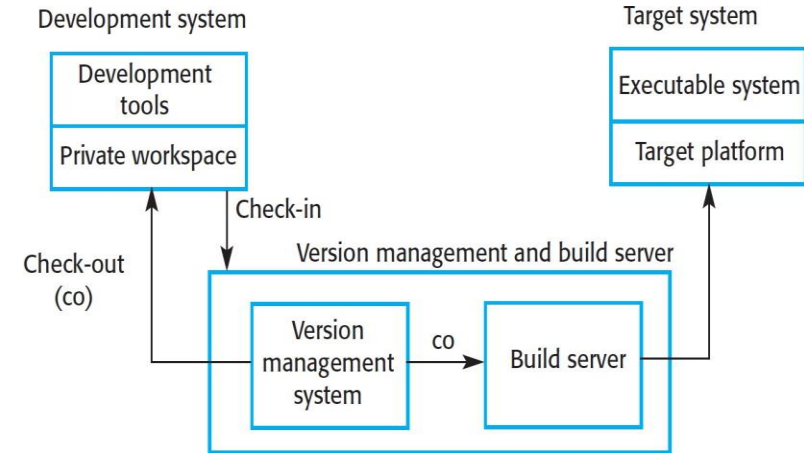 Development system
Target system
Development
tools
Private workspace
Executable system
Target platform
Check-in
Check-out
(co)
Version management and build server
Version
management
system
co
Build server